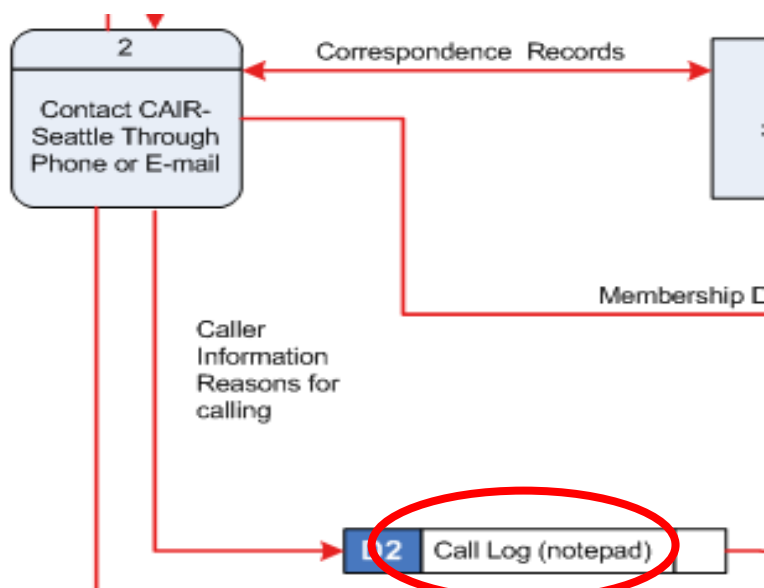 2
Contact CAIR-
Seattle Through
Phone or E-mail
Correspondence Records
Membership D
Caller
Information
Reasons for
calling
D2 Call Log (notepad)